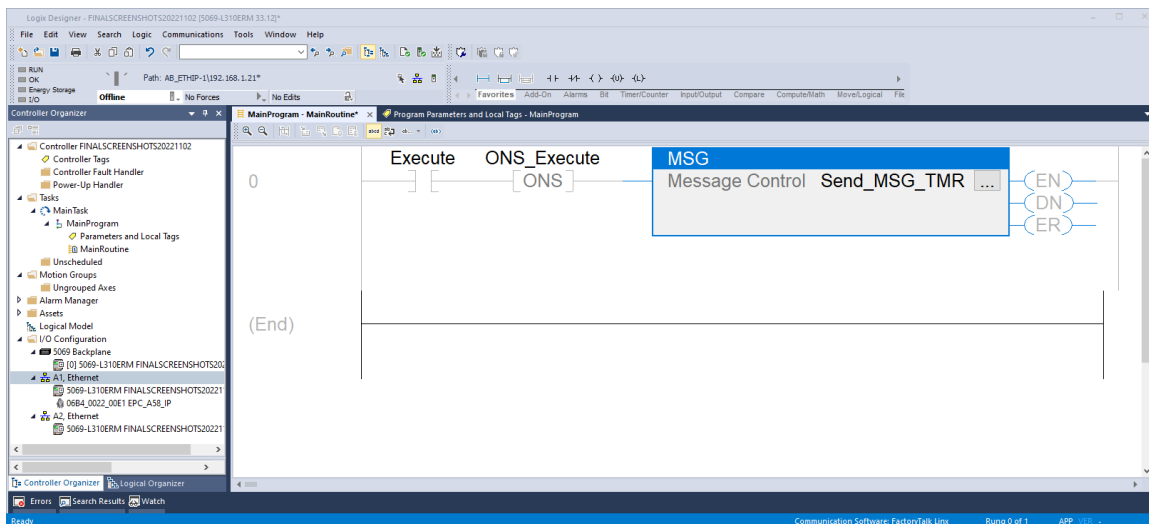 Logix Designer - FINALSCREENSHOTS20221102 [5069-L310ERM 33.12]*
File Edit View Search Logic Communications Tools Window Help
RUN
OK
Energy Storage
I/O
Path: AB_ETHIP-1\192.168.1.21*
Offline
No Forces
No Edits
Favorites Add-On Alarms Bit Timer/Counter Input/Output Compare Compute/Math Move/Logical File
Controller Organizer
MainProgram - MainRoutine*
Program Parameters and Local Tags - MainProgram
Controller FINALSCREENSHOTS20221102
Controller Tags
Controller Fault Handler
Power-Up Handler
Tasks
MainTask
MainProgram
Parameters and Local Tags
MainRoutine
Unscheduled
Motion Groups
Ungrouped Axes
Alarm Manager
Assets
Logical Model
I/O Configuration
5069 Backplane
[0] 5069-L310ERM FINALSCREENSHOTS202
A1, Ethernet
5069-L310ERM FINALSCREENSHOTS20221
06B4_0022_00E1 EPC_A58_IP
A2, Ethernet
5069-L310ERM FINALSCREENSHOTS20221
Controller Organizer
Logical Organizer
0
Execute
ONS_Execute
ONS
MSG
Message Control Send_MSG_TMR ...
EN
DN
ER
(End)
Errors Search Results Watch
Ready
Communication Software: FactoryTalk Linx
Rung 0 of 1
APP VER